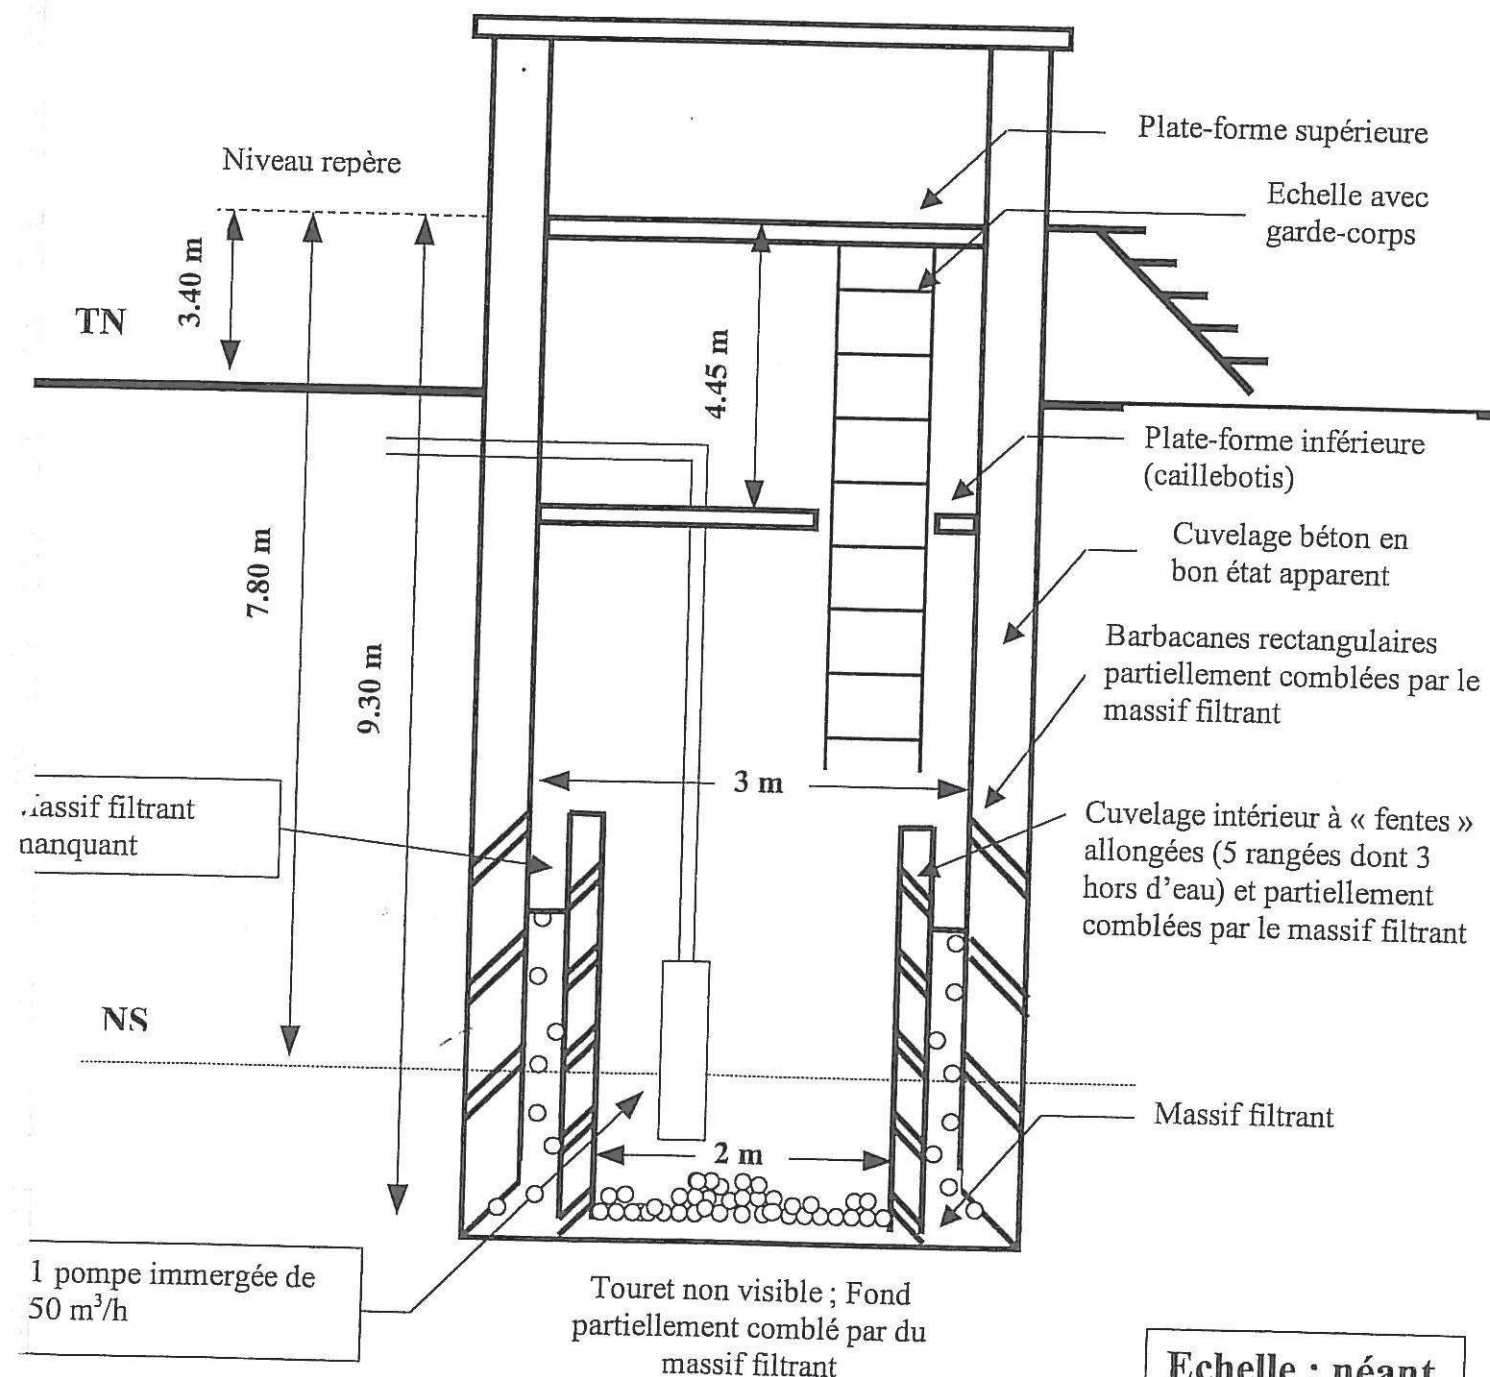 Plate-forme supérieure
Niveau repère
Echelle avec
garde-corps
3.40 m
TN
4.45 m
Plate-forme inférieure
(caillebotis)
Cuvelage béton en
bon état apparent
7.80 m
9.30 m
Barbacanes rectangulaires
partiellement comblées par le
massif filtrant
3 m
assif filtrant
manquant
Cuvelage intérieur à « fentes »
allongées (5 rangées dont 3
hors d'eau) et partiellement
comblées par le massif filtrant
NS
Massif filtrant
2 m
1 pompe immergée de
50 m³/h
Touret non visible ; Fond
partiellement comblé par du
massif filtrant
Echelle : néant